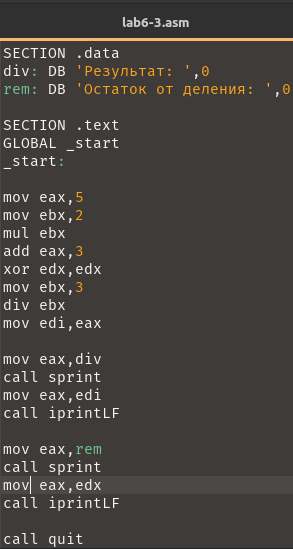 lab6-3.asm
SECTION .data
div: DB 'Результат: ',0
rem: DB 'Остаток от деления: ',0
SECTION .text
GLOBAL _start
_start:
mov eax,5
mov ebx,2
mul ebx
add eax,3
xor edx,edx
mov ebx,3
div ebx
mov edi,eax
mov eax,div
call sprint
mov eax,edi
call iprintLF
mov eax,rem
call sprint
mov eax,edx
call iprintLF
call quit